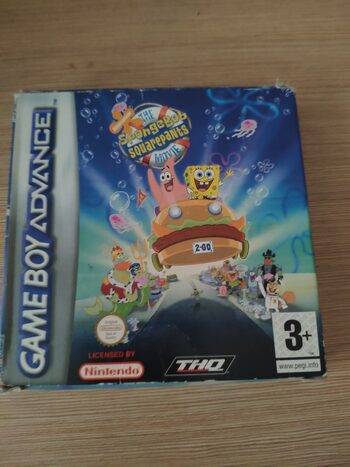 GAME BOY ADVANCE
THE
SpongeBob
SQUAREPANTS
MOVIE
2-GO
LICENSED BY
Nintendo
THQ
3+
www.pegi.info